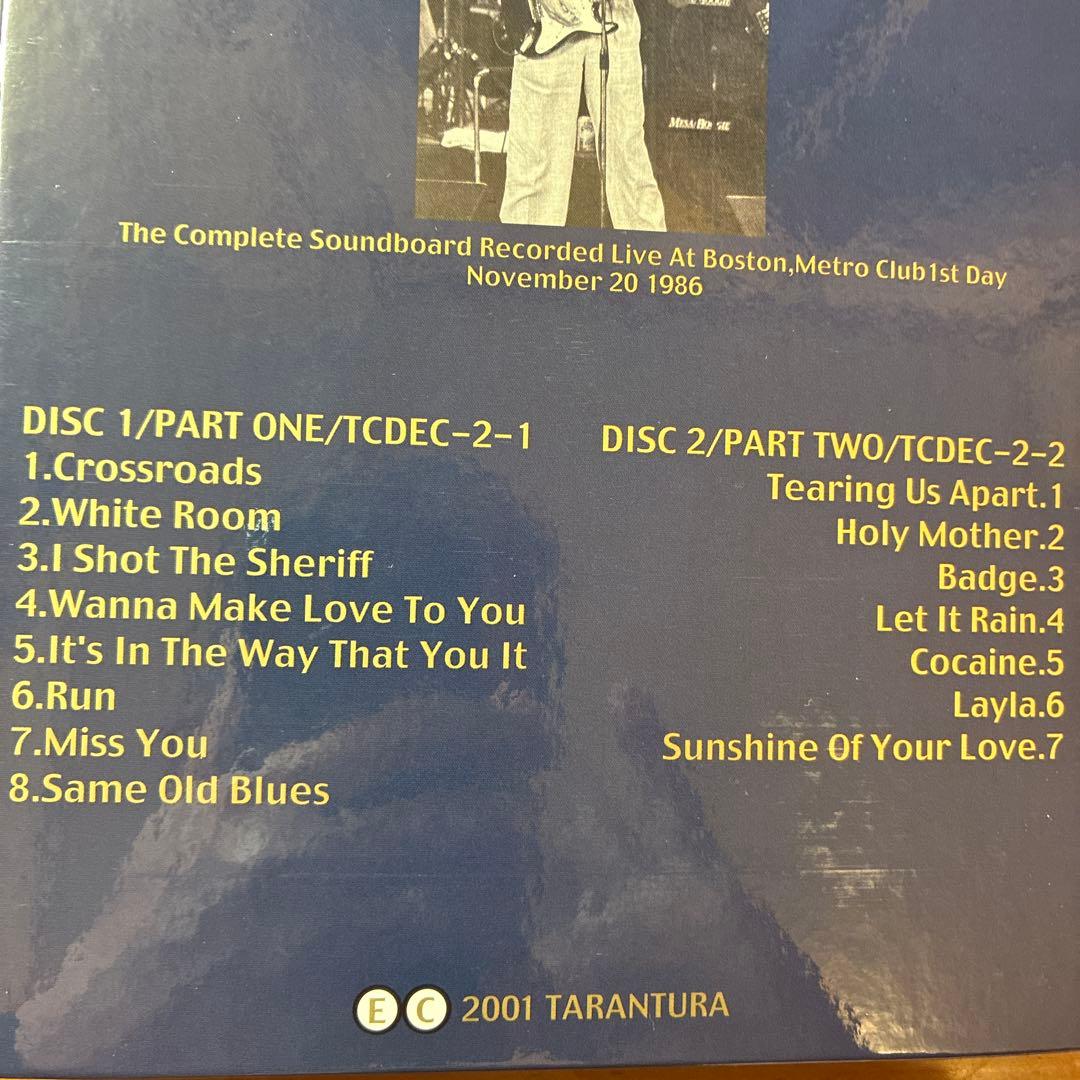 MESA/BOOGIE
The Complete Soundboard Recorded Live At Boston,Metro Club1st Day
November 20 1986
DISC 1/PART ONE/TCDEC-2-1
1.Crossroads
2.White Room
3.I Shot The Sheriff
4.Wanna Make Love To You
5.It's In The Way That You It
6.Run
7.Miss You
8.Same Old Blues
DISC 2/PART TWO/TCDEC-2-2
Tearing Us Apart.1
Holy Mother.2
Badge.3
Let It Rain.4
Cocaine.5
Layla.6
Sunshine Of Your Love.7
E C 2001 TARANTURA